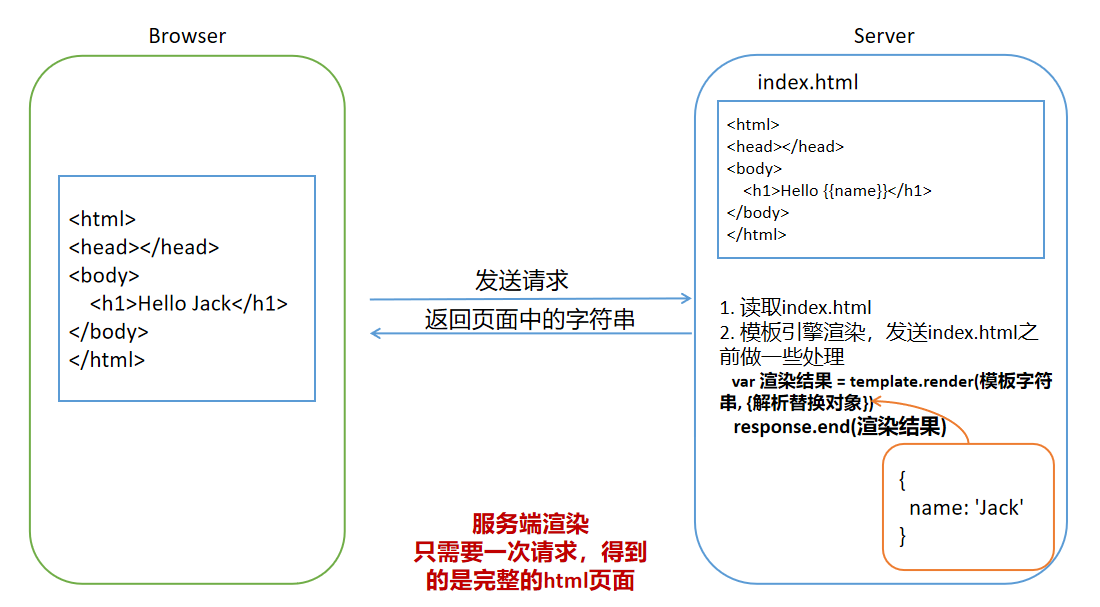 Browser
<html>
<head></head>
<body>
<h1>Hello Jack</h1>
</body>
</html>
发送请求
返回页面中的字符串
服务端渲染
只需要一次请求，得到
的是完整的html页面
Server
index.html
<html>
<head></head>
<body>
<h1>Hello {{name}}</h1>
</body>
</html>
1. 读取index.html
2. 模板引擎渲染，发送index.html之
前做一些处理
var 渲染结果 = template.render(模板字符
串, {解析替换对象})
response.end(渲染结果)
{
name: 'Jack'
}